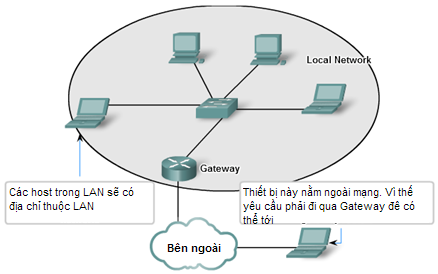 Local Network
Gateway
Các host trong LAN sẽ có
địa chỉ thuộc LAN
Thiết bị này nằm ngoài mạng. Vì thế
yêu cầu phải đi qua Gateway đê có
thể tới
Bên ngoài